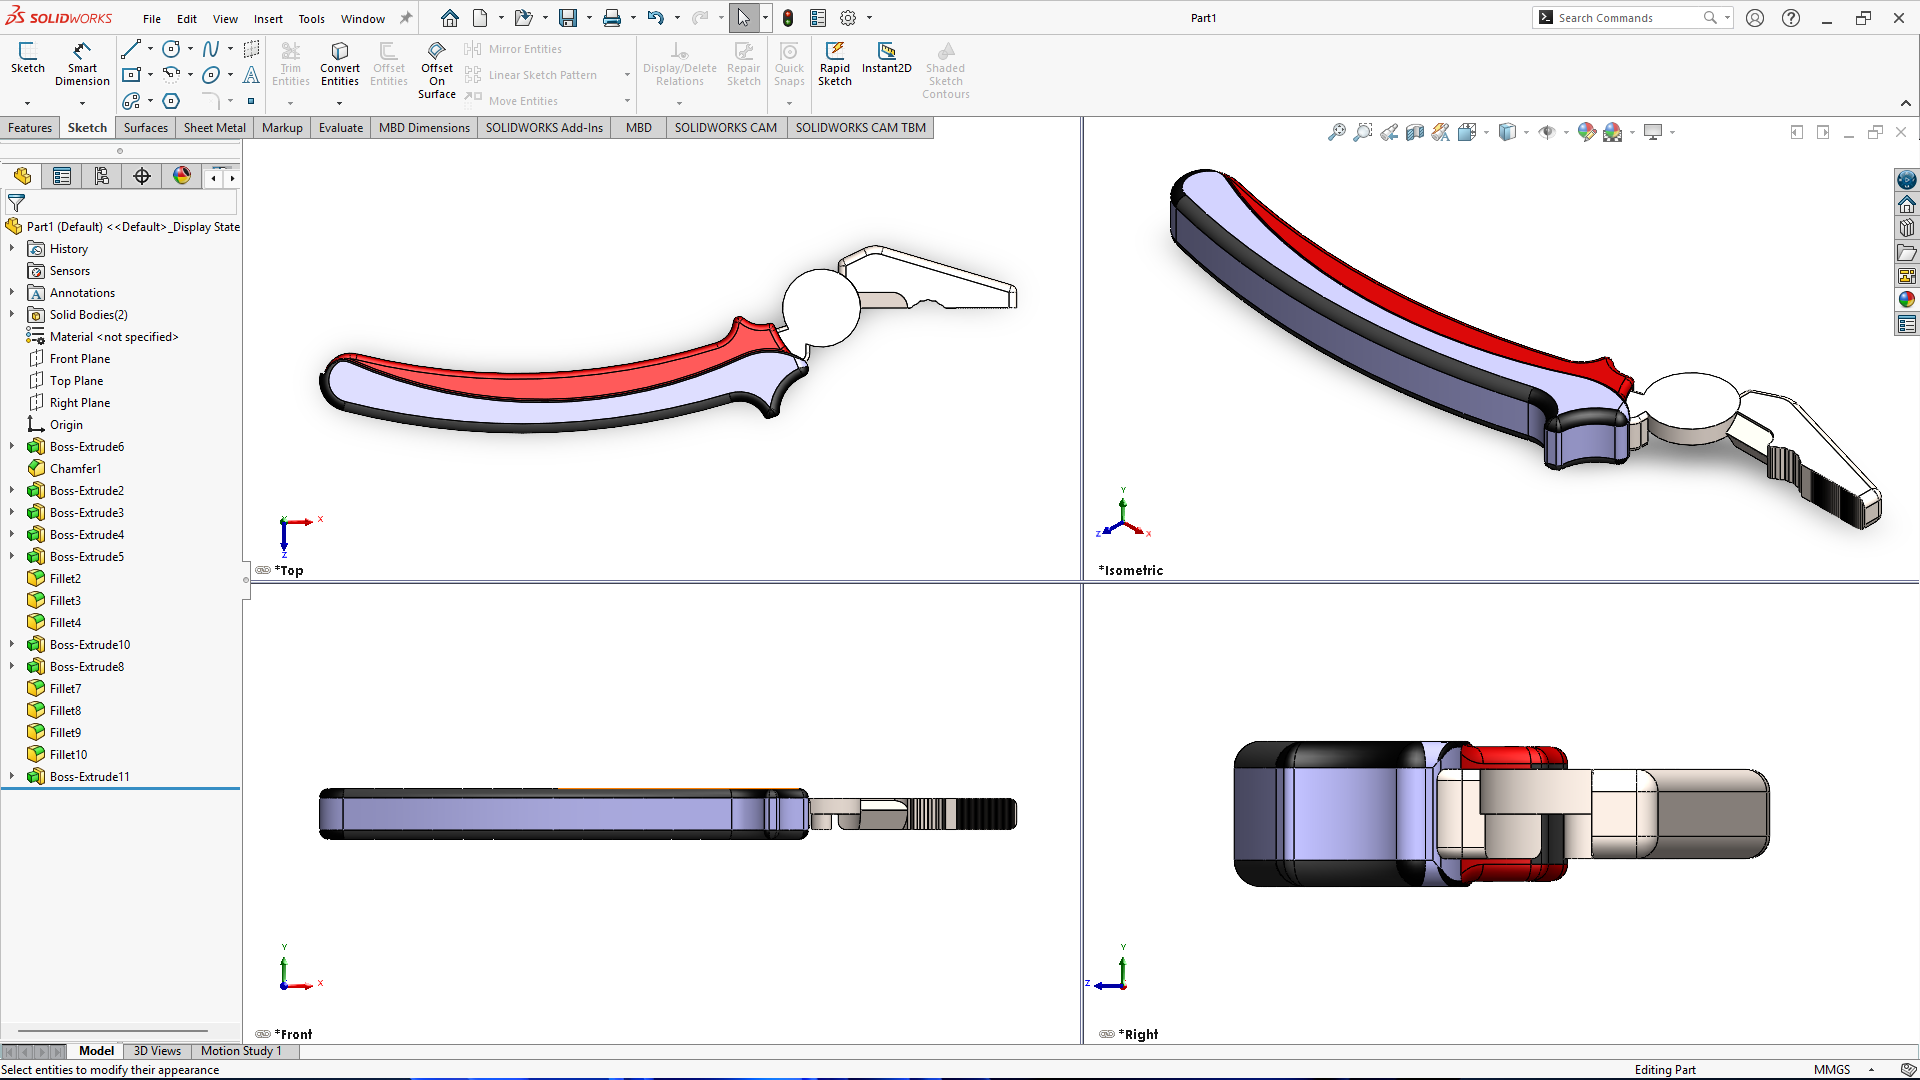 SOLIDWORKS File Edit View Insert Tools Window Part1 Search Commands
Sketch Smart Dimension Trim Entities Convert Entities Offset Entities Offset On Surface Mirror Entities Linear Sketch Pattern Move Entities Display/Delete Relations Repair Sketch Quick Snaps Rapid Sketch Instant2D Shaded Sketch Contours
Features Sketch Surfaces Sheet Metal Markup Evaluate MBD Dimensions SOLIDWORKS Add-Ins MBD SOLIDWORKS CAM SOLIDWORKS CAM TBM
Part1 (Default) <<Default>_Display State
History
Sensors
Annotations
Solid Bodies(2)
Material <not specified>
Front Plane
Top Plane
Right Plane
Origin
Boss-Extrude6
Chamfer1
Boss-Extrude2
Boss-Extrude3
Boss-Extrude4
Boss-Extrude5
Fillet2
Fillet3
Fillet4
Boss-Extrude10
Boss-Extrude8
Fillet7
Fillet8
Fillet9
Fillet10
Boss-Extrude11
X
Z
*Top
Y
Z
X
*Isometric
Y
X
*Front
Y
Z
*Right
Model 3D Views Motion Study 1
Select entities to modify their appearance Editing Part MMGS